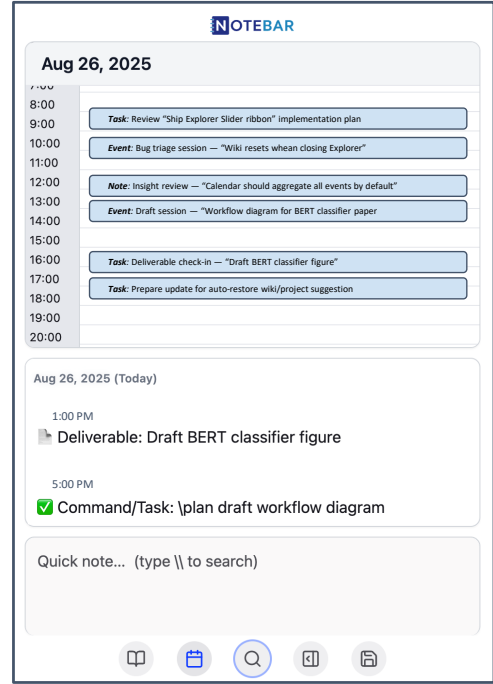 NOTEBAR
Aug 26, 2025
7:00
8:00
9:00
Task: Review “Ship Explorer Slider ribbon” implementation plan
10:00
Event: Bug triage session — “Wiki resets whean closing Explorer”
11:00
12:00
Note: Insight review — “Calendar should aggregate all events by default”
13:00
Event: Draft session — “Workflow diagram for BERT classifier paper
14:00
15:00
16:00
Task: Deliverable check-in — “Draft BERT classifier figure”
17:00
Task: Prepare update for auto-restore wiki/project suggestion
18:00
19:00
20:00
Aug 26, 2025 (Today)
1:00 PM
Deliverable: Draft BERT classifier figure
5:00 PM
Command/Task: \plan draft workflow diagram
Quick note... (type \\ to search)